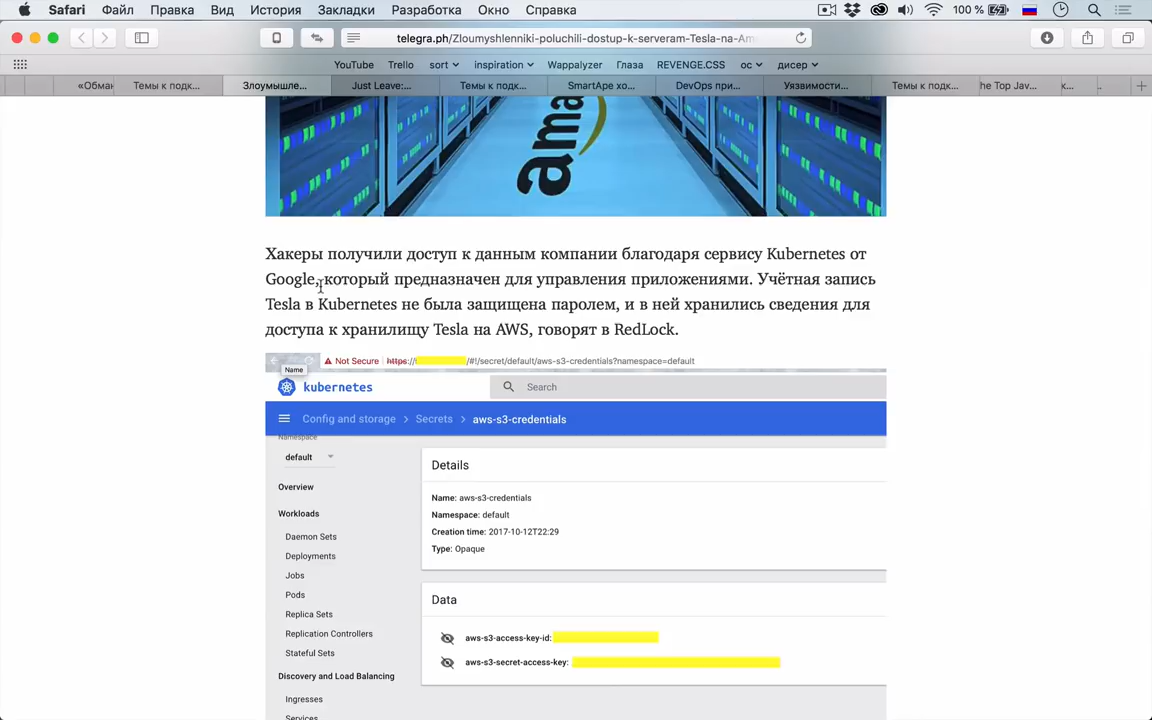 Safari Файл Правка Вид История Закладки Разработка Окно Справка 100 %
telegra.ph/Zloumyshlenniki-poluchili-dostup-k-serveram-Tesla-na-Am
YouTube Trello sort inspiration Wappalyzer Глаза REVENGE.CSS ос дисер
«Обман Темы к подк... Злоумышле... Just Leave:... Темы к подк... SmartApe хо... DevOps при... Уязвимости... Темы к подк... he Top Jav... к... ..
amaz
Хакеры получили доступ к данным компании благодаря сервису Kubernetes от
Google, который предназначен для управления приложениями. Учётная запись
Tesla в Kubernetes не была защищена паролем, и в ней хранились сведения для
доступа к хранилищу Tesla на AWS, говорят в RedLock.
Not Secure https:// /#!/secret/default/aws-s3-credentials?namespace=default
Name
kubernetes Search
Config and storage > Secrets > aws-s3-credentials
Namespace
default
Details
Name: aws-s3-credentials
Namespace: default
Creation time: 2017-10-12T22:29
Type: Opaque
Overview
Workloads
Daemon Sets
Deployments
Jobs
Pods
Replica Sets
Replication Controllers
Stateful Sets
Discovery and Load Balancing
Ingresses
Services
Data
aws-s3-access-key-id:
aws-s3-secret-access-key: